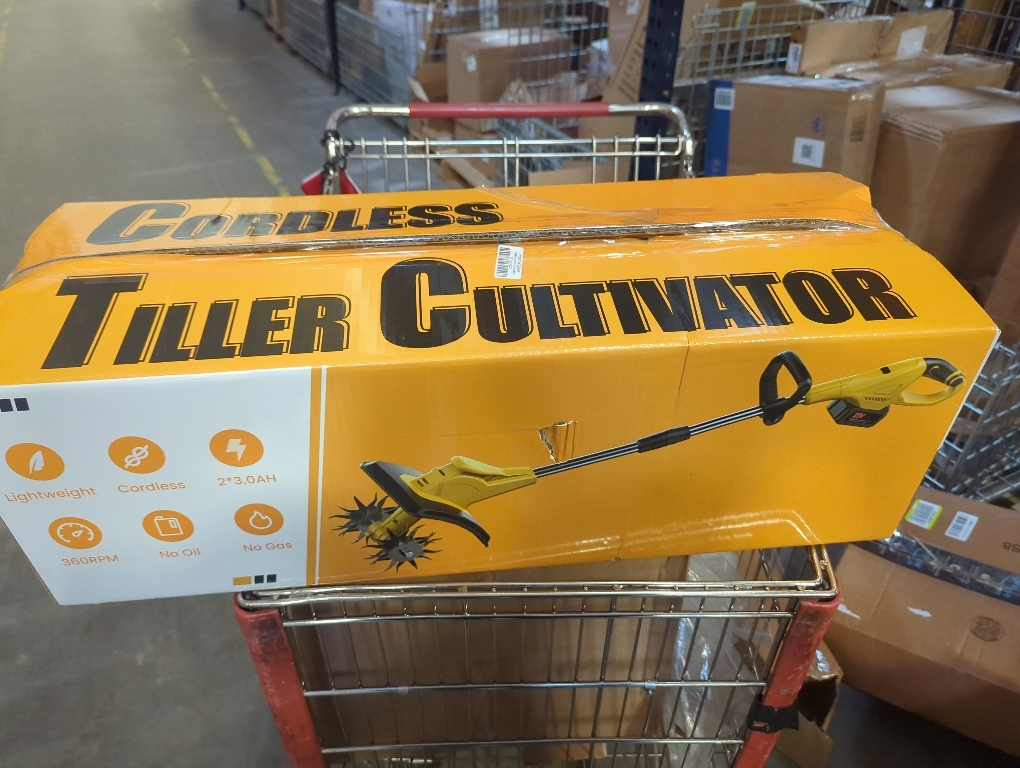 CORDLESS
TILLER CULTIVATOR
Lightweight
Cordless
2*3.0AH
360RPM
No Oil
No Gas